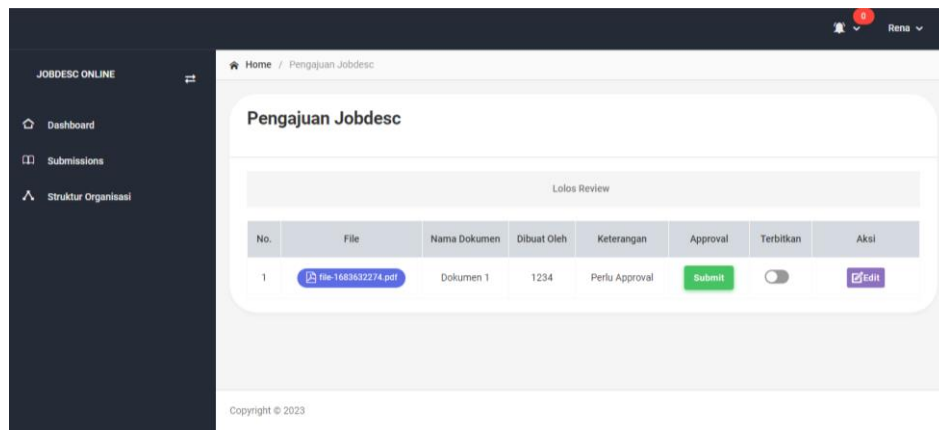 0
Rena
JOBDESC ONLINE
Home / Pengajuan Jobdesc
Dashboard
Submissions
Struktur Organisasi
Pengajuan Jobdesc
Lolos Review
No. File Nama Dokumen Dibuat Oleh Keterangan Approval Terbitkan Aksi
1 file-1683632274.pdf Dokumen 1 1234 Perlu Approval Submit Edit
Copyright © 2023